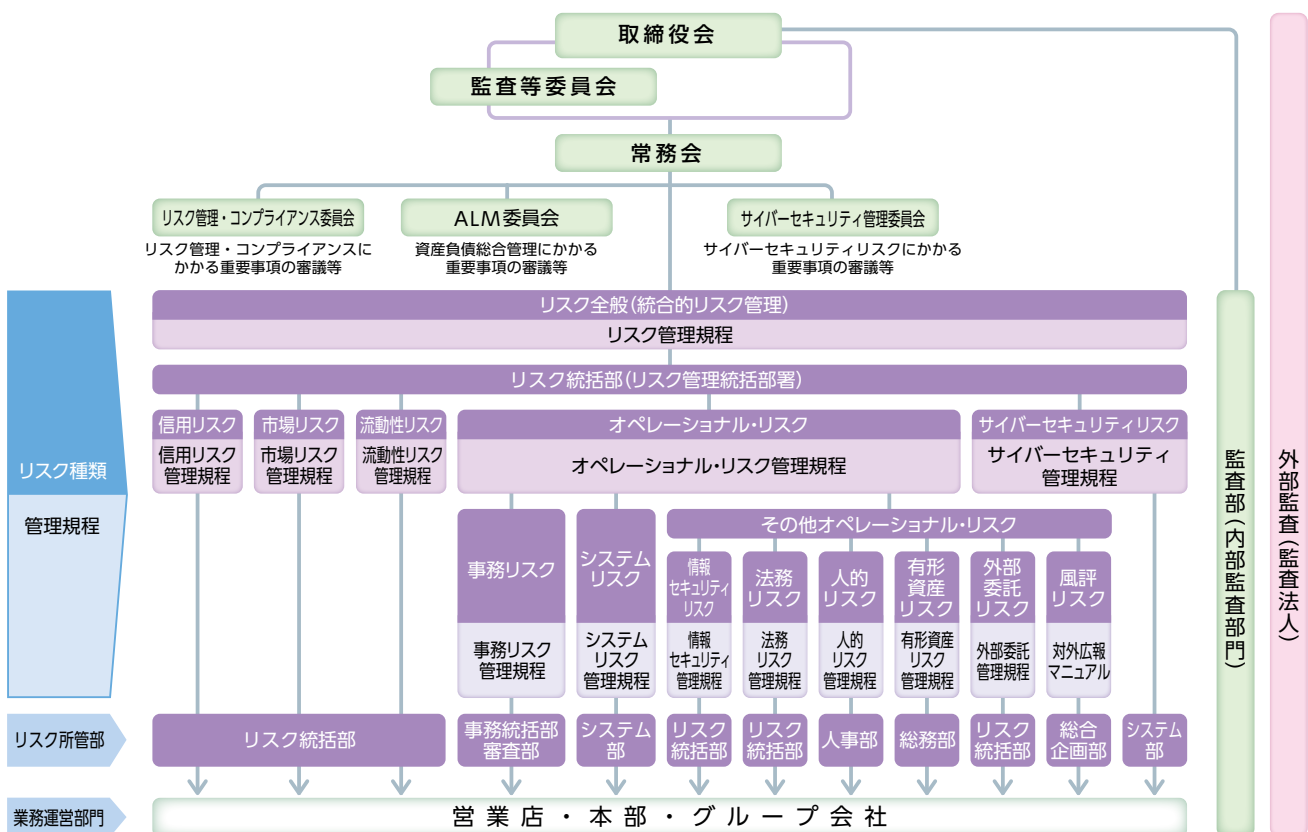 取締役会
監査等委員会
常務会
リスク管理・コンプライアンス委員会
リスク管理・コンプライアンスに
かかる重要事項の審議等
ALM委員会
資産負債総合管理にかかる
重要事項の審議等
サイバーセキュリティ管理委員会
サイバーセキュリティリスクにかかる
重要事項の審議等
リスク全般(統合的リスク管理)
リスク管理規程
リスク統括部(リスク管理統括部署)
リスク種類
管理規程
信用リスク
信用リスク
管理規程
市場リスク
市場リスク
管理規程
流動性リスク
流動性リスク
管理規程
オペレーショナル・リスク
オペレーショナル・リスク管理規程
サイバーセキュリティリスク
サイバーセキュリティ
管理規程
事務リスク
事務リスク
管理規程
システム
リスク
システム
リスク
管理規程
その他オペレーショナル・リスク
情報
セキュリティ
リスク
情報
セキュリティ
管理規程
法務
リスク
法務
リスク
管理規程
人的
リスク
人的
リスク
管理規程
有形
資産
リスク
有形資産
リスク
管理規程
外部
委託
リスク
外部委託
管理規程
風評
リスク
対外広報
マニュアル
リスク所管部
リスク統括部
事務統括部
審査部
システム
部
リスク
統括部
リスク
統括部
人事部
総務部
リスク
統括部
総合
企画部
システム
部
業務運営部門
営業店・本部・グループ会社
監査部(内部監査部門)
外部監査(監査法人)